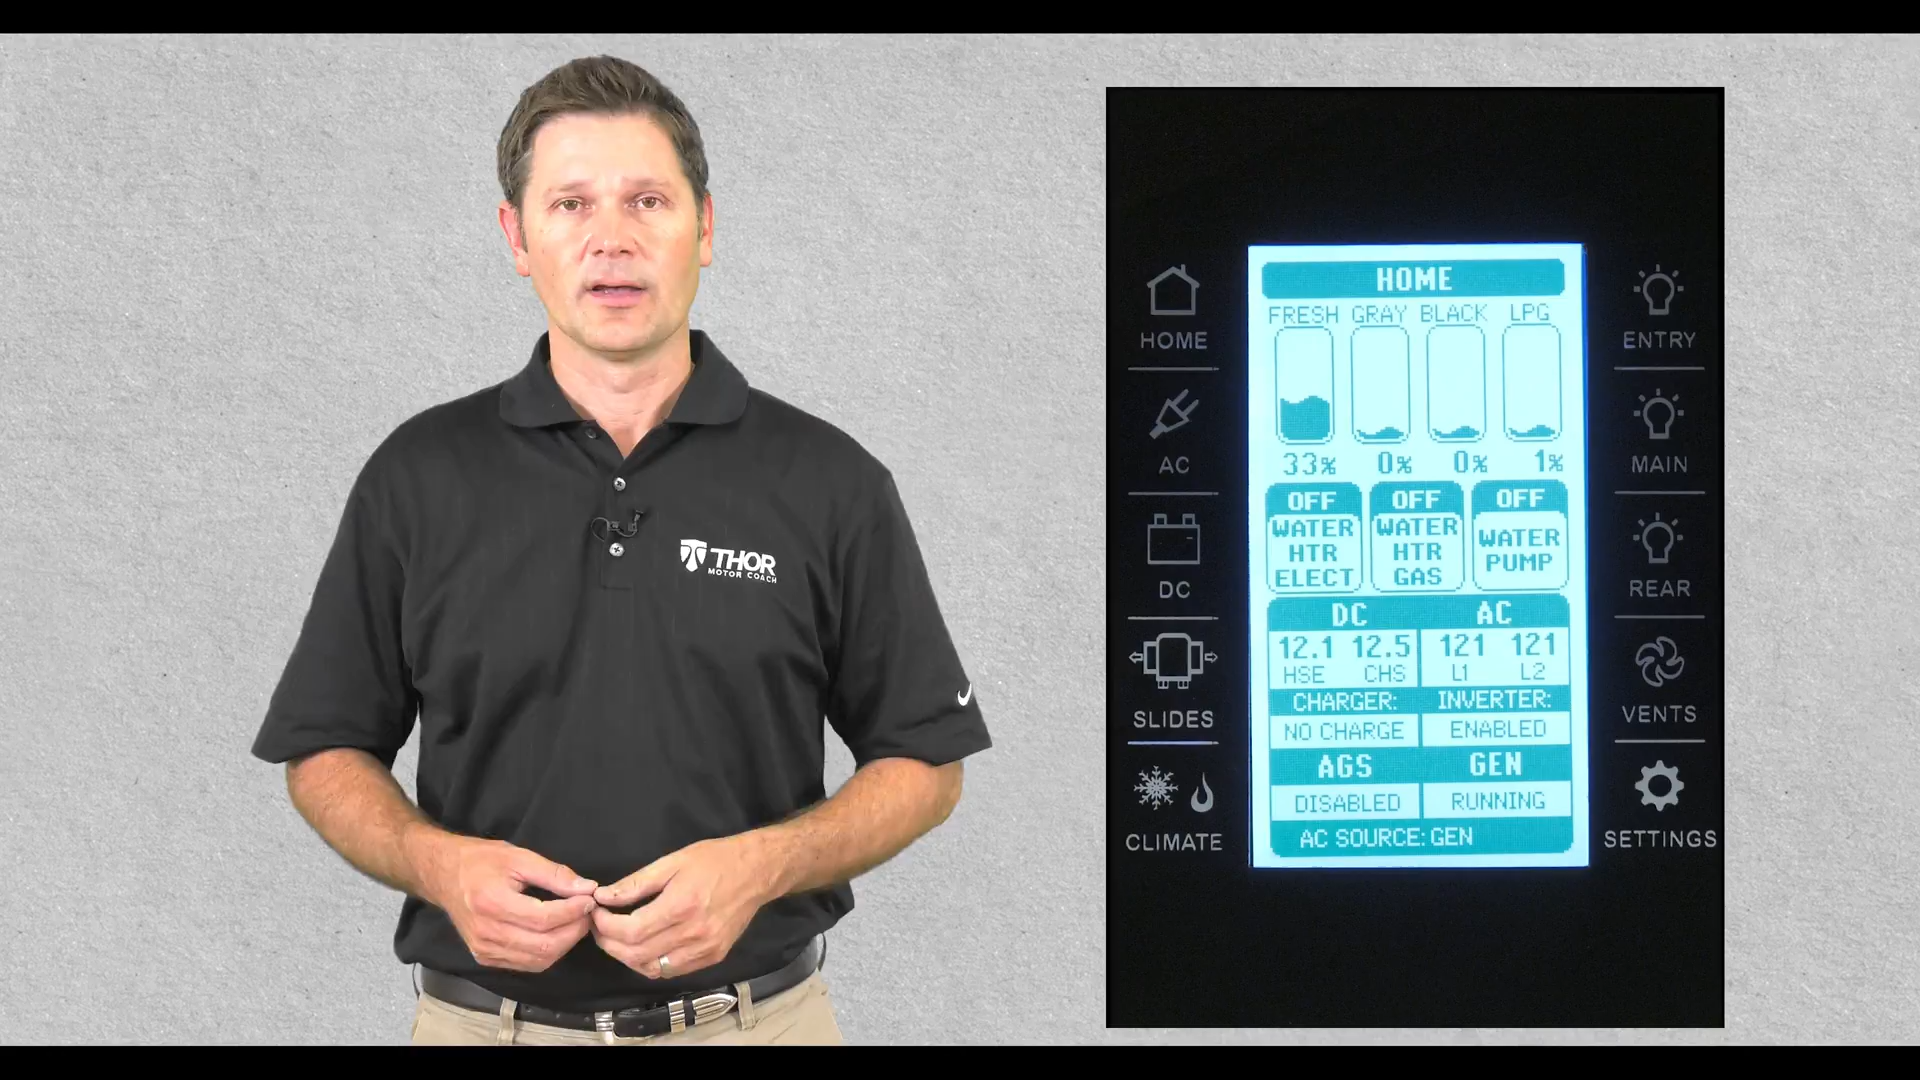 THOR
MOTOR COACH
HOME
AC
DC
SLIDES
CLIMATE
HOME
FRESH GRAY BLACK LPG
33% 0% 0% 1%
OFF OFF OFF
WATER HTR ELECT
WATER HTR GAS
WATER PUMP
DC AC
12.1 12.5 121 121
HSE CHS L1 L2
CHARGER: INVERTER:
NO CHARGE ENABLED
AGS GEN
DISABLED RUNNING
AC SOURCE: GEN
ENTRY
MAIN
REAR
VENTS
SETTINGS